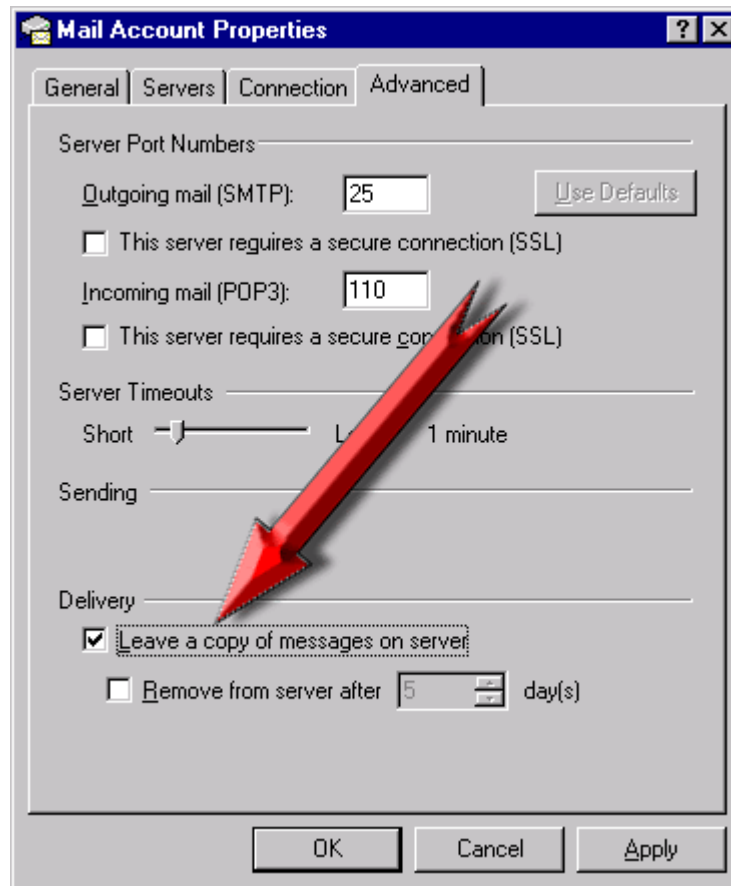 Mail Account Properties
General Servers Connection Advanced
Server Port Numbers
Outgoing mail (SMTP): 25 Use Defaults
This server requires a secure connection (SSL)
Incoming mail (POP3): 110
This server requires a secure connection (SSL)
Server Timeouts
Short 1 minute
Sending
Delivery
Leave a copy of messages on server
Remove from server after 5 day(s)
OK Cancel Apply